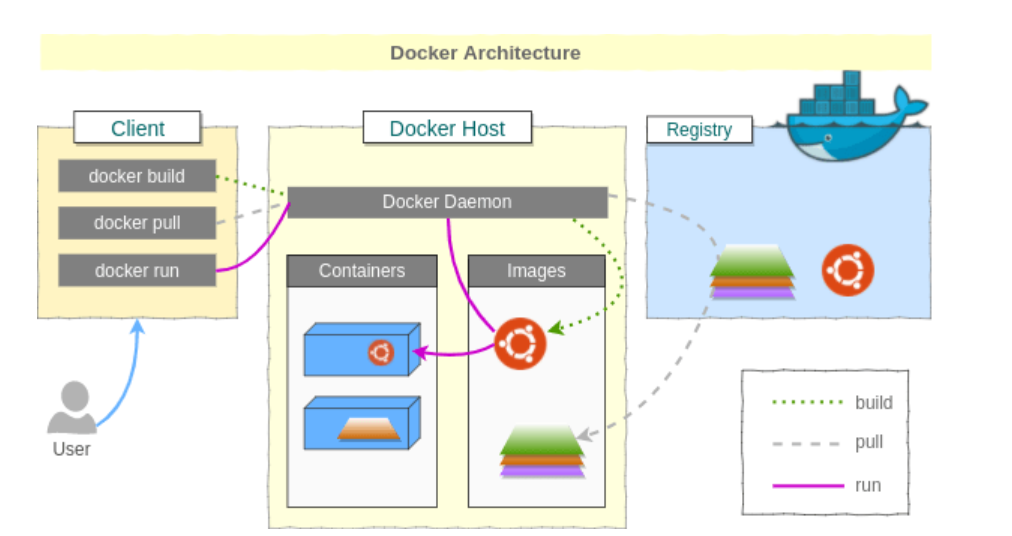 Docker Architecture
Client
Docker Host
Registry
docker build
docker pull
docker run
Docker Daemon
Containers
Images
User
build
pull
run